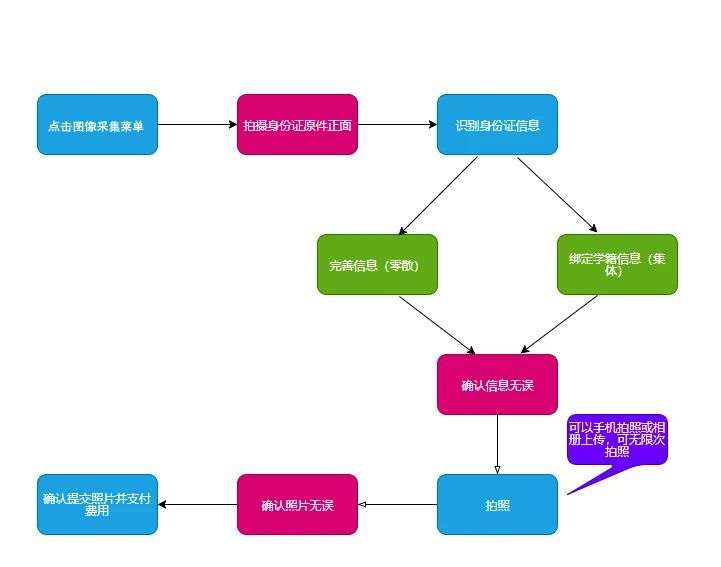 点击图像采集菜单
拍摄身份证原件正面
识别身份证信息
完善信息（零散）
绑定学籍信息（集
体）
确认信息无误
可以手机拍照或相
册上传，可无限次
拍照
拍照
确认照片无误
确认提交照片并支付
费用